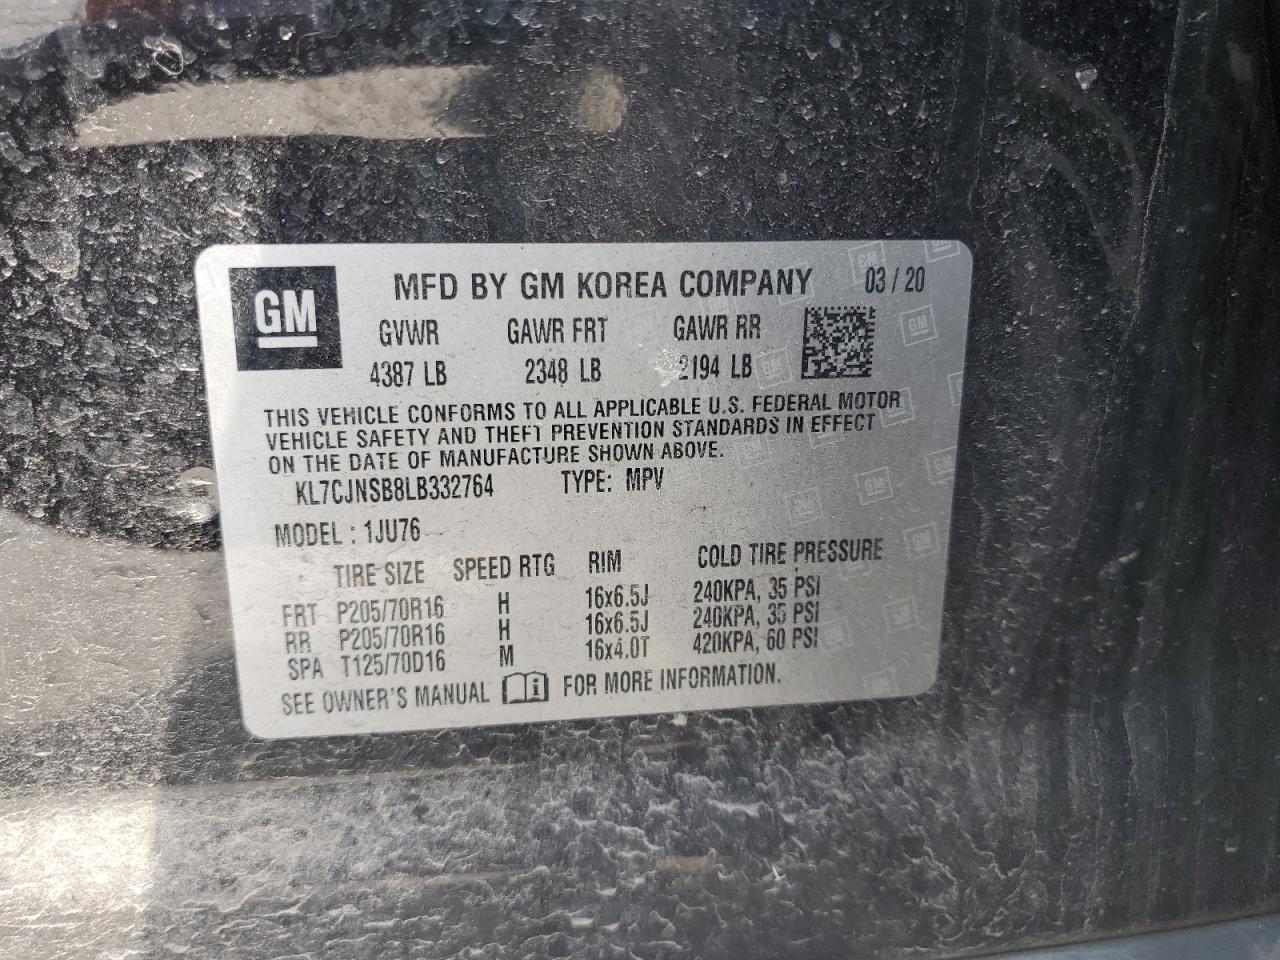 GM
MFD BY GM KOREA COMPANY 03 / 20
GVWR GAWR FRT GAWR RR
4387 LB 2348 LB 2194 LB
THIS VEHICLE CONFORMS TO ALL APPLICABLE U.S. FEDERAL MOTOR
VEHICLE SAFETY AND THEFT PREVENTION STANDARDS IN EFFECT
ON THE DATE OF MANUFACTURE SHOWN ABOVE.
KL7CJNSB8LB332764 TYPE: MPV
MODEL : 1JU76
TIRE SIZE SPEED RTG RIM COLD TIRE PRESSURE
FRT P205/70R16 H 16x6.5J 240KPA, 35 PSI
RR P205/70R16 H 16x6.5J 240KPA, 35 PSI
SPA T125/70D16 M 16x4.0T 420KPA, 60 PSI
SEE OWNER'S MANUAL i FOR MORE INFORMATION.